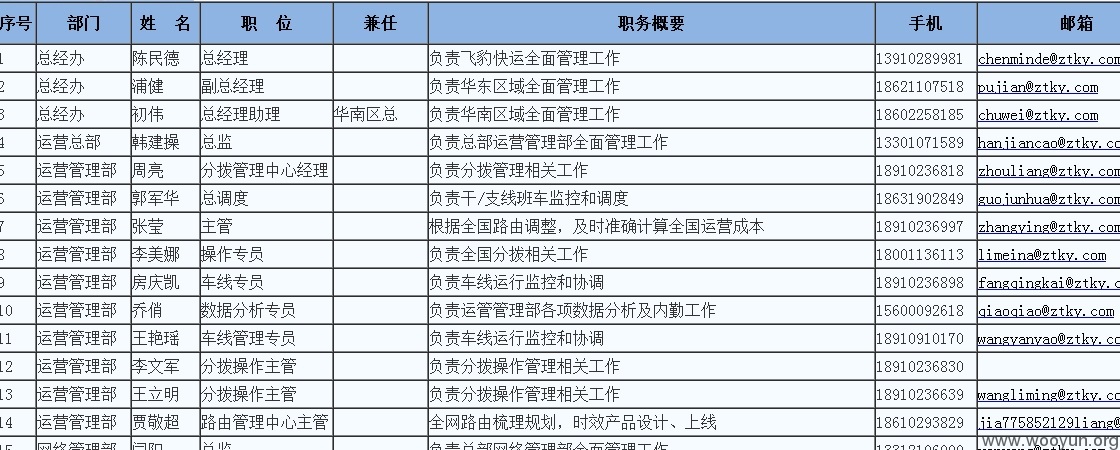 序号 部门 姓 名 职 位 兼任 职务概要 手机 邮箱
1 总经办 陈民德 总经理 负责飞豹快运全面管理工作 13910289981 chenminde@ztky.com
2 总经办 浦健 副总经理 负责华东区域全面管理工作 18621107518 pujian@ztky.com
3 总经办 初伟 总经理助理 华南区总 负责华南区域全面管理工作 18602258185 chuwei@ztky.com
4 运营总部 韩建操 总监 负责总部运营管理部全面管理工作 13301071589 hanjiancao@ztky.co
5 运营管理部 周亮 分拨管理中心经理 负责分拨管理相关工作 18910236818 zhouliang@ztky.com
6 运营管理部 郭军华 总调度 负责干/支线班车监控和调度 18631902849 guojunhua@ztky.com
7 运营管理部 张莹 主管 根据全国路由调整，及时准确计算全国运营成本 18910236997 zhangying@ztky.com
8 运营管理部 李美娜 操作专员 负责全国分拨相关工作 18001136113 limeina@ztky.com
9 运营管理部 房庆凯 车线专员 负责车线运行监控和协调 18910236898 fangqingkai@ztky.c
10 运营管理部 乔俏 数据分析专员 负责运管管理部各项数据分析及内勤工作 15600092618 qiaoqiao@ztky.com
11 运营管理部 王艳瑶 车线管理专员 负责车线运行监控和协调 18910910170 wangyanyao@ztky.co
12 运营管理部 李文军 分拨操作主管 负责分拨操作管理相关工作 18910236830
13 运营管理部 王立明 分拨操作主管 负责分拨操作管理相关工作 18910236639 wangliming@ztky.co
14 运营管理部 贾敬超 路由管理中心主管 全网路由梳理规划，时效产品设计、上线 18610293829 jia775852129liang@
网络管理部 闫阳 总监 负责总部网络管理部全面管理工作
www.wooyun.org